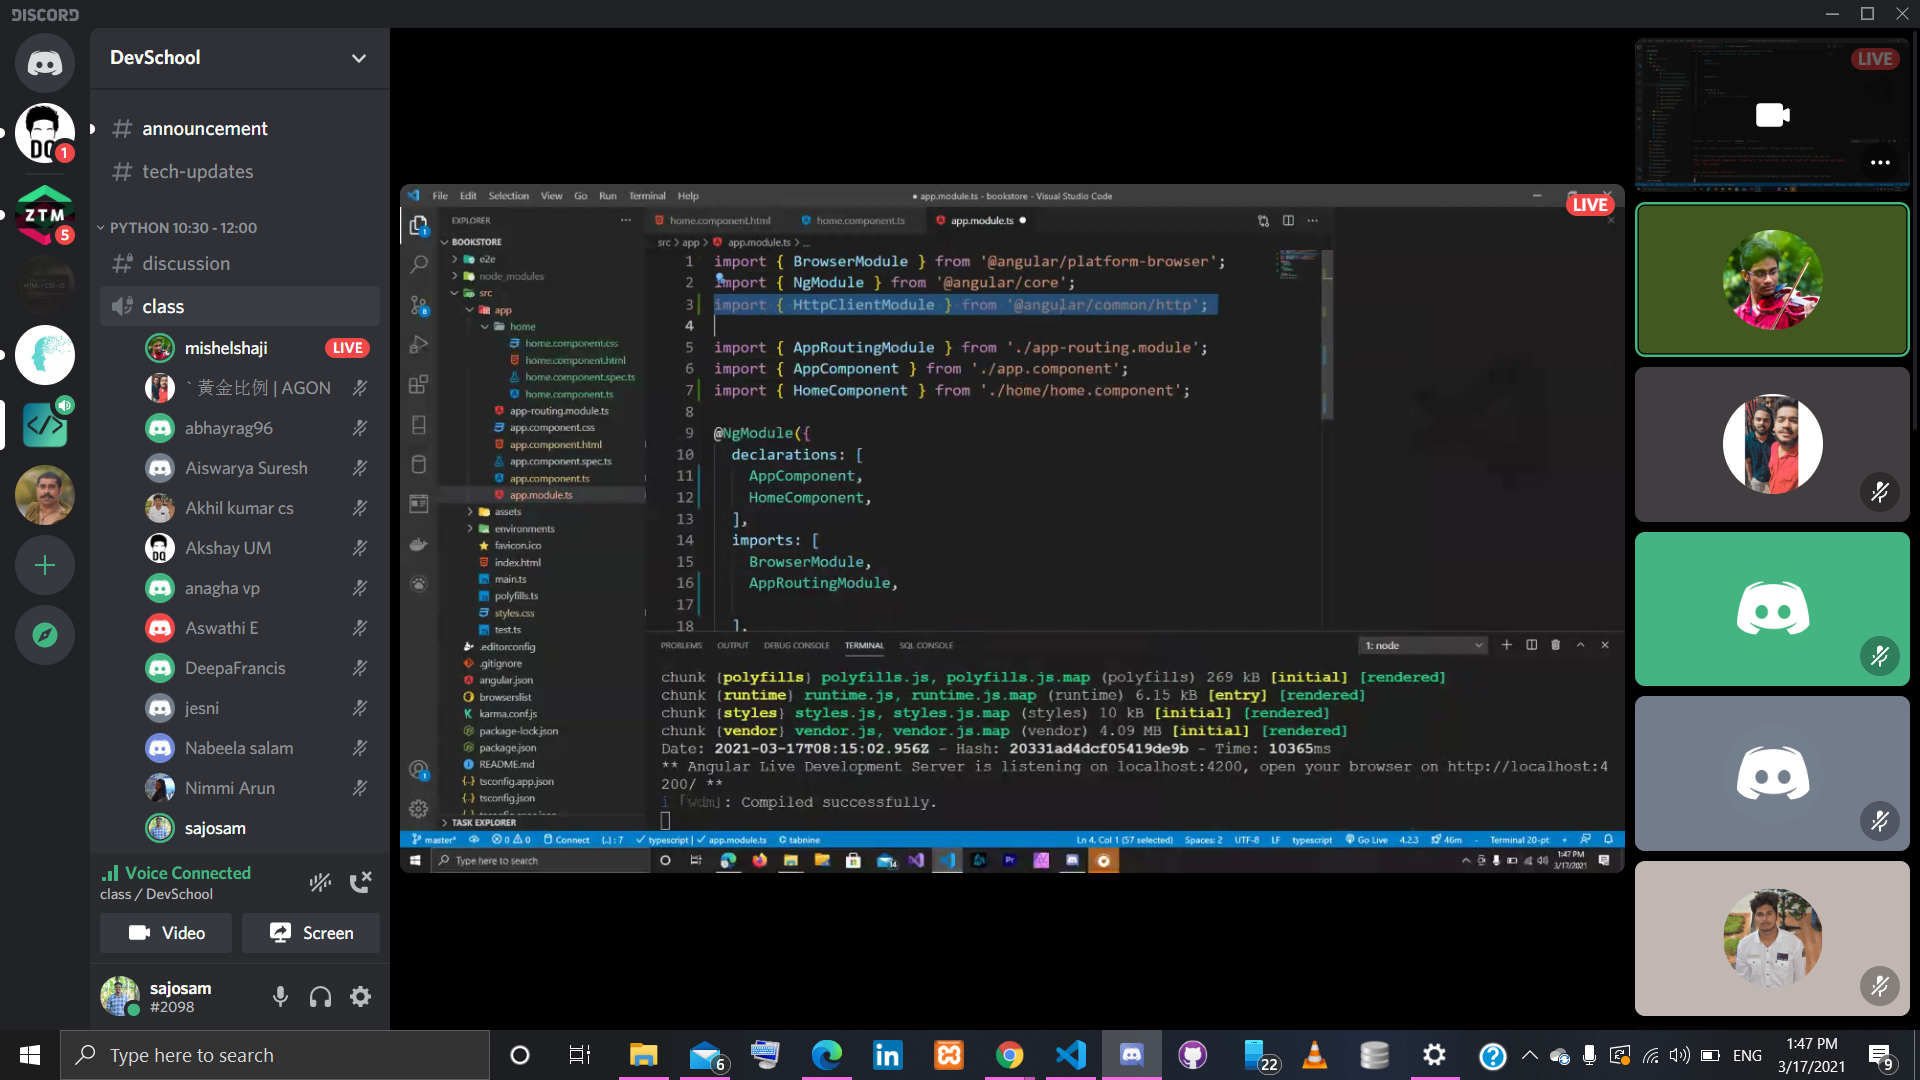 DISCORD
DevSchool
announcement
tech-updates
PYTHON 10:30 - 12:00
discussion
class
mishelshaji
LIVE
` 黃金比例 | AGON
abhayrag96
Aiswarya Suresh
Akhil kumar cs
Akshay UM
anagha vp
Aswathi E
DeepaFrancis
jesni
Nabeela salam
Nimmi Arun
sajosam
Voice Connected
class / DevSchool
Video
Screen
sajosam
#2098
DO
1
ZTM
5
File Edit Selection View Go Run Terminal Help
● app.module.ts - bookstore - Visual Studio Code
LIVE
EXPLORER
BOOKSTORE
e2e
node_modules
src
app
home
home.component.css
home.component.html
home.component.spec.ts
home.component.ts
app-routing.module.ts
app.component.css
app.component.html
app.component.spec.ts
app.component.ts
app.module.ts
assets
environments
favicon.ico
index.html
main.ts
polyfills.ts
styles.css
test.ts
.editorconfig
.gitignore
angular.json
browserslist
karma.conf.js
package-lock.json
package.json
README.md
tsconfig.app.json
tsconfig.json
TASK EXPLORER
home.component.html home.component.ts app.module.ts ●
src > app > app.module.ts > ...
1 import { BrowserModule } from '@angular/platform-browser';
2 import { NgModule } from '@angular/core';
3 import { HttpClientModule } from '@angular/common/http';
4
5 import { AppRoutingModule } from './app-routing.module';
6 import { AppComponent } from './app.component';
7 import { HomeComponent } from './home/home.component';
8
9 @NgModule({
10 declarations: [
11 AppComponent,
12 HomeComponent,
13 ],
14 imports: [
15 BrowserModule,
16 AppRoutingModule,
17
18 ],
PROBLEMS OUTPUT DEBUG CONSOLE TERMINAL SQL CONSOLE
1: node
chunk {polyfills} polyfills.js, polyfills.js.map (polyfills) 269 kB [initial] [rendered]
chunk {runtime} runtime.js, runtime.js.map (runtime) 6.15 kB [entry] [rendered]
chunk {styles} styles.js, styles.js.map (styles) 10 kB [initial] [rendered]
chunk {vendor} vendor.js, vendor.js.map (vendor) 4.09 MB [initial] [rendered]
Date: 2021-03-17T08:15:02.956Z - Hash: 20331ad4dcf05419de9b - Time: 10365ms
** Angular Live Development Server is listening on localhost:4200, open your browser on http://localhost:4
200/ **
i ｢wdm｣: Compiled successfully.
master* 0 0 Connect {..} : 7 typescript | app.module.ts tabnine
Ln 4, Col 1 (57 selected) Spaces: 2 UTF-8 LF typescript Go Live 4.2.3 46m Terminal 20-pt
Type here to search
1:47 PM
3/17/2021
LIVE
Type here to search
6
22
ENG
1:47 PM
3/17/2021
9